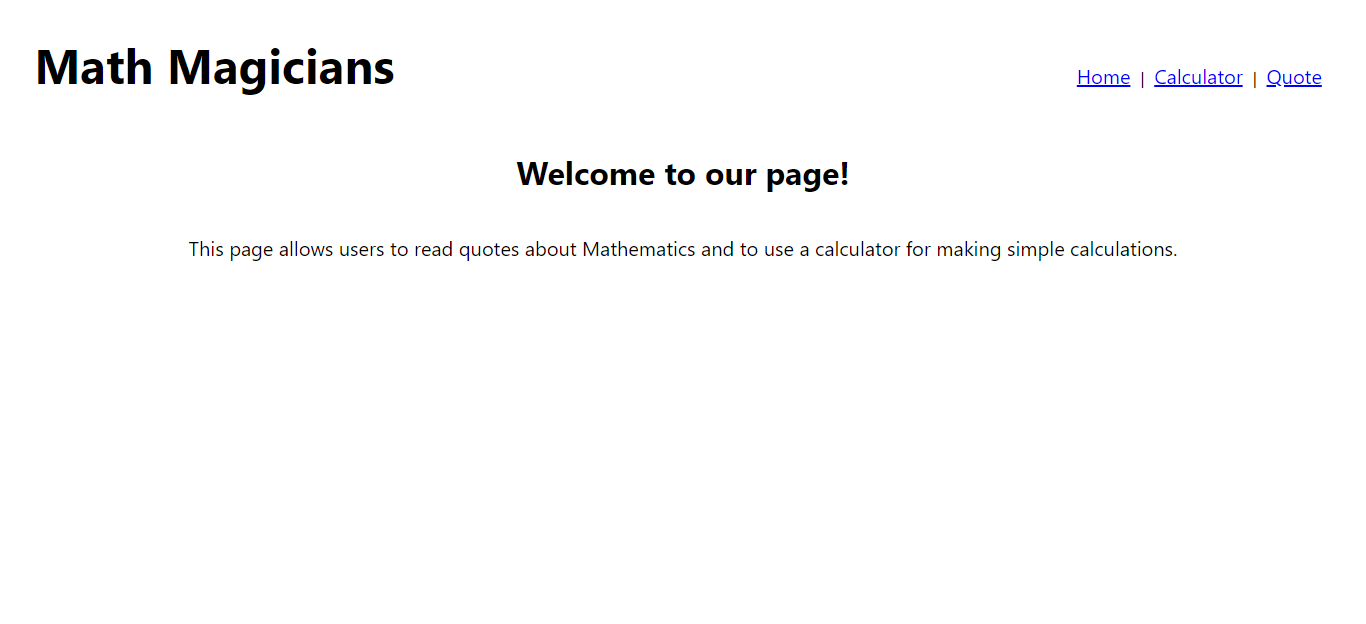 Math Magicians
Home | Calculator | Quote
Welcome to our page!
This page allows users to read quotes about Mathematics and to use a calculator for making simple calculations.